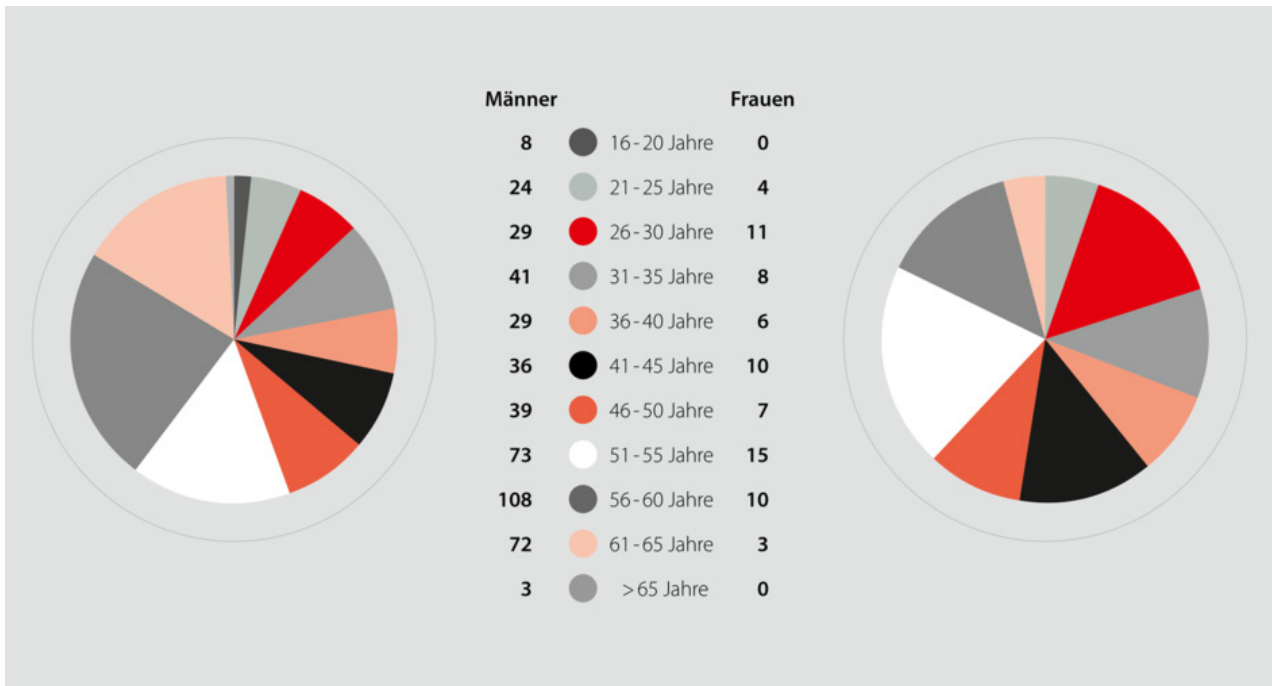 Männer Frauen
8 16-20 Jahre 0
24 21-25 Jahre 4
29 26-30 Jahre 11
41 31-35 Jahre 8
29 36-40 Jahre 6
36 41-45 Jahre 10
39 46-50 Jahre 7
73 51-55 Jahre 15
108 56-60 Jahre 10
72 61-65 Jahre 3
3 >65 Jahre 0